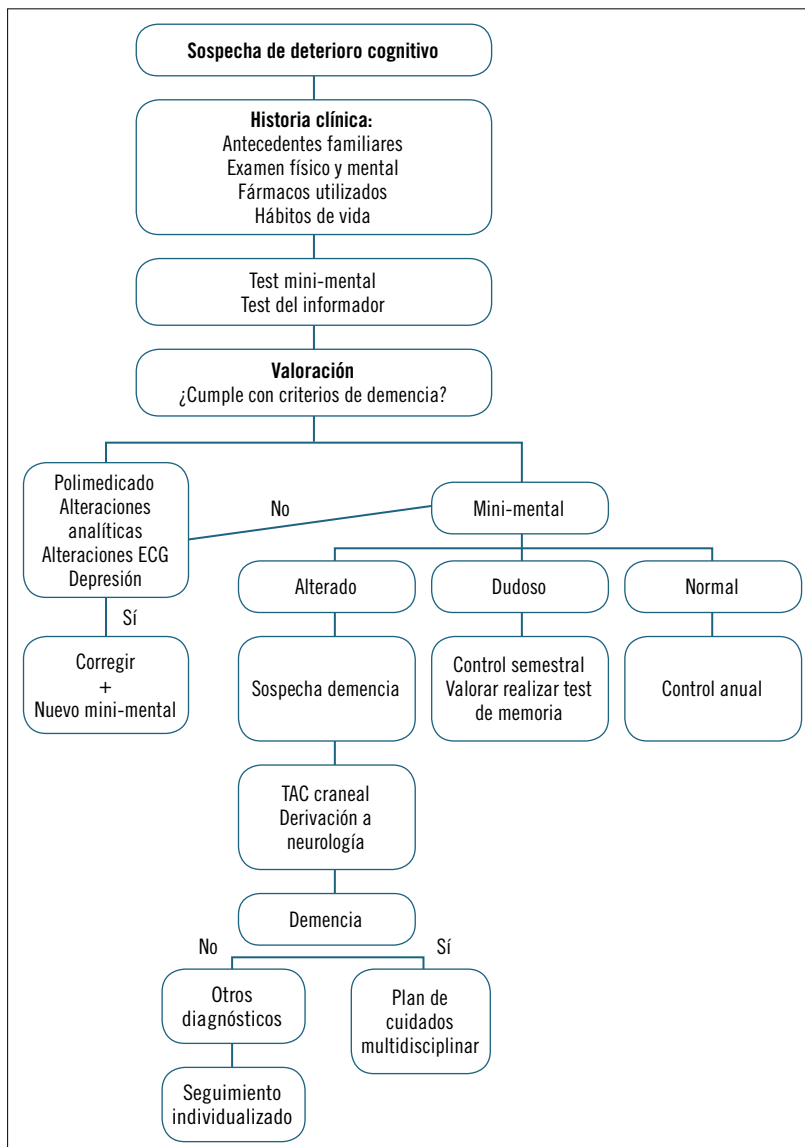 Sospecha de deterioro cognitivo
Historia clínica:
Antecedentes familiares
Examen físico y mental
Fármacos utilizados
Hábitos de vida
Test mini-mental
Test del informador
Valoración
¿Cumple con criterios de demencia?
Polimedicado
Alteraciones
analíticas
Alteraciones ECG
Depresión
No
Mini-mental
Alterado
Dudoso
Normal
Sí
Corregir
+
Nuevo mini-mental
Sospecha demencia
Control semestral
Valorar realizar test
de memoria
Control anual
TAC craneal
Derivación a
neurología
Demencia
No
Sí
Otros
diagnósticos
Plan de
cuidados
multidisciplinar
Seguimiento
individualizado